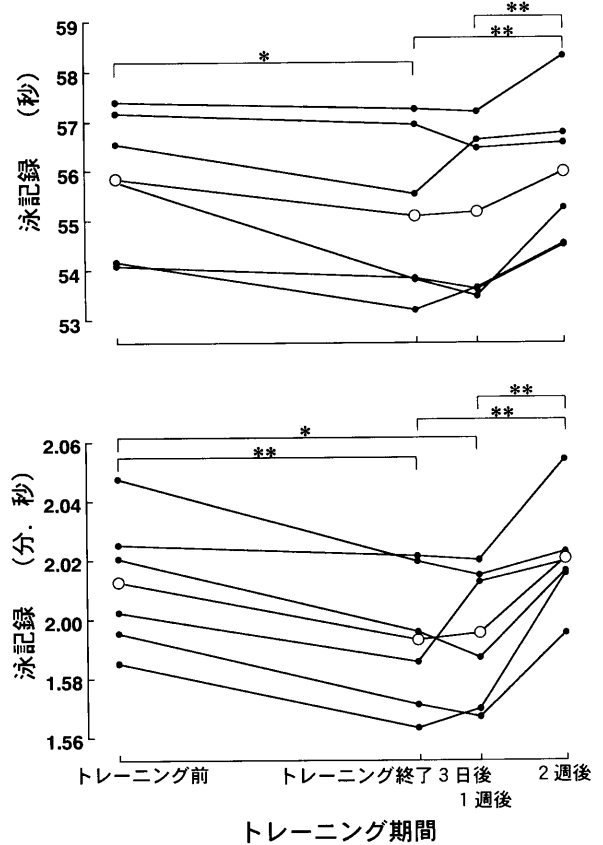 **
**
*
59
58
57
56
55
54
53
泳記録 (秒)
**
**
*
**
2.06
2.04
2.02
2.00
1.58
1.56
泳記録 (分. 秒)
トレーニング前
トレーニング終了3日後
1週後
2週後
トレーニング期間